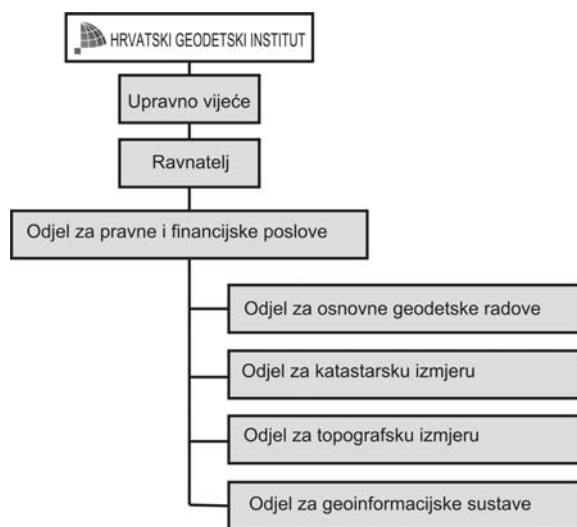 HRVATSKI GEODETSKI INSTITUT
Upravno vijeće
Ravnatelj
Odjel za pravne i financijske poslove
Odjel za osnovne geodetske radove
Odjel za katastarsku izmjeru
Odjel za topografsku izmjeru
Odjel za geoinformacijske sustave